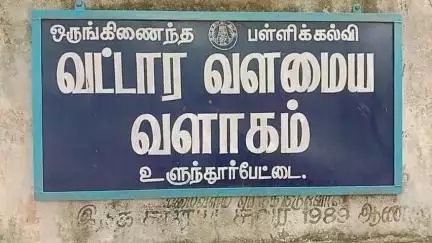 ஒருங்கிணைந்த பள்ளிக்கல்வி
வட்டார வளமைய
வளாகம்
உளுந்தூர்பேட்டை.
1989